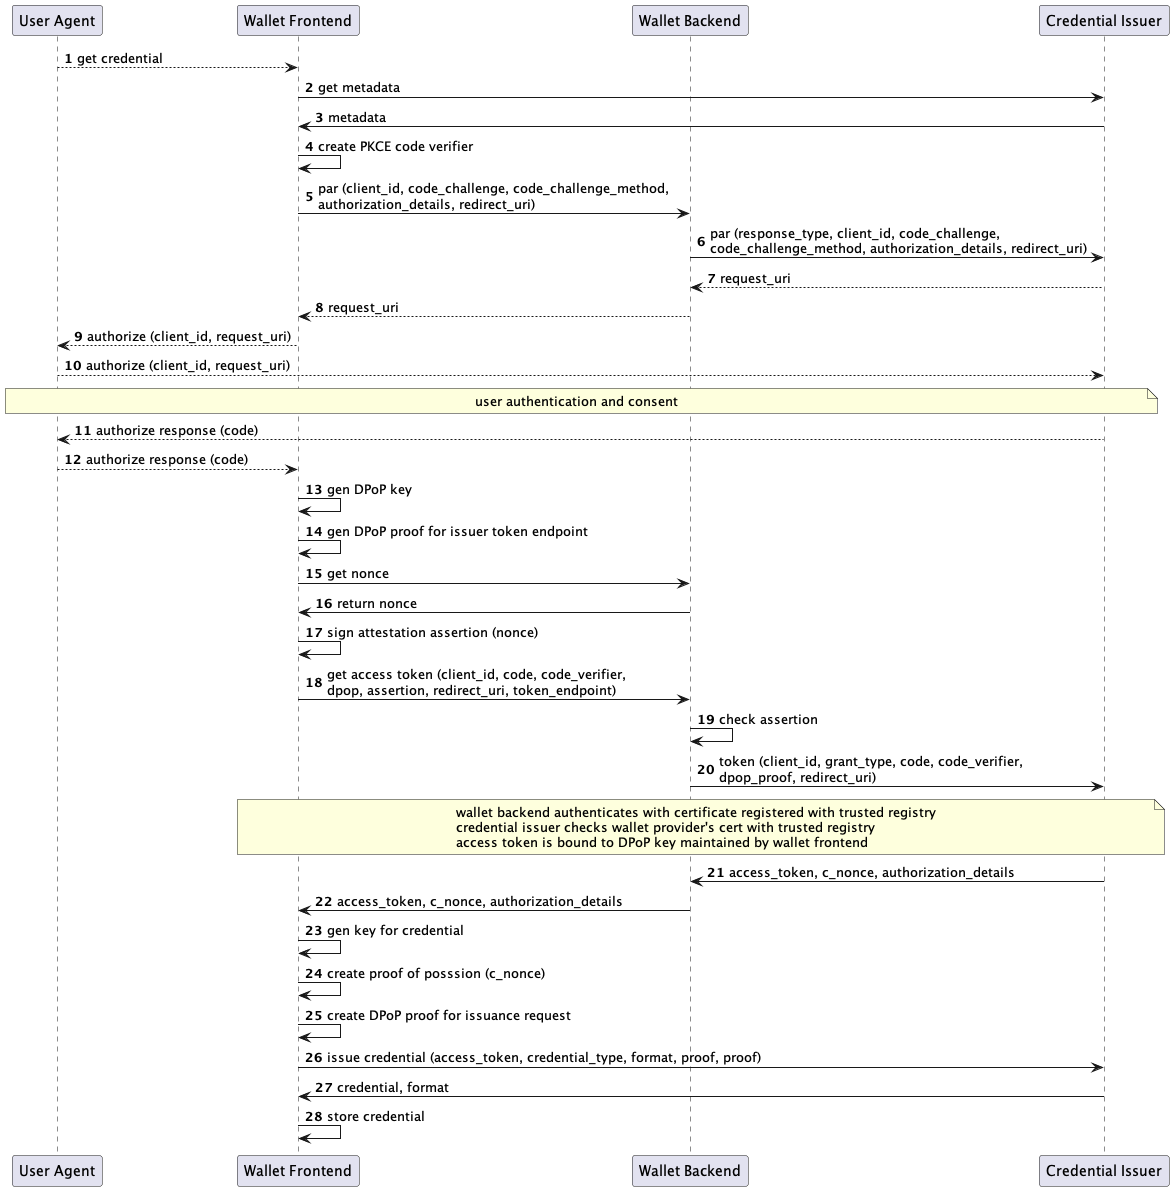 User Agent
Wallet Frontend
Wallet Backend
Credential Issuer
1 get credential
2 get metadata
3 metadata
4 create PKCE code verifier
5 par (client_id, code_challenge, code_challenge_method,
authorization_details, redirect_uri)
6 par (response_type, client_id, code_challenge,
code_challenge_method, authorization_details, redirect_uri)
7 request_uri
8 request_uri
9 authorize (client_id, request_uri)
10 authorize (client_id, request_uri)
user authentication and consent
11 authorize response (code)
12 authorize response (code)
13 gen DPoP key
14 gen DPoP proof for issuer token endpoint
15 get nonce
16 return nonce
17 sign attestation assertion (nonce)
18 get access token (client_id, code, code_verifier,
dpop, assertion, redirect_uri, token_endpoint)
19 check assertion
20 token (client_id, grant_type, code, code_verifier,
dpop_proof, redirect_uri)
wallet backend authenticates with certificate registered with trusted registry
credential issuer checks wallet provider's cert with trusted registry
access token is bound to DPoP key maintained by wallet frontend
21 access_token, c_nonce, authorization_details
22 access_token, c_nonce, authorization_details
23 gen key for credential
24 create proof of posssion (c_nonce)
25 create DPoP proof for issuance request
26 issue credential (access_token, credential_type, format, proof, proof)
27 credential, format
28 store credential
User Agent
Wallet Frontend
Wallet Backend
Credential Issuer